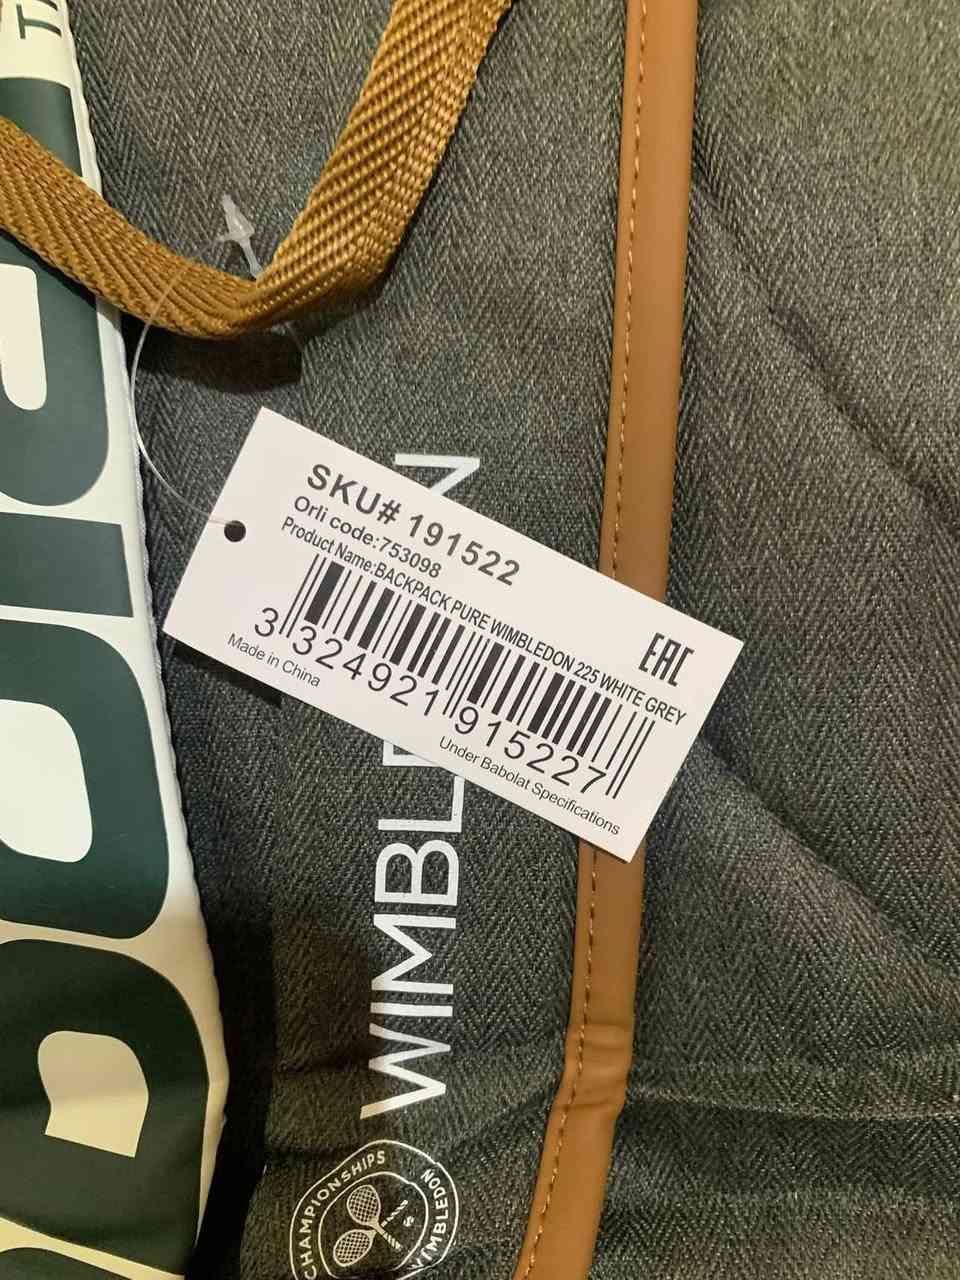 SKU# 191522
Orli code:753098
Product Name:BACKPACK PURE WIMBLEDON 225 WHITE GREY
EAC
3 324921 915227
Made in China
Under Babolat Specifications
WIMBLE N
CHAMPIONSHIPS
WIMBLEDON